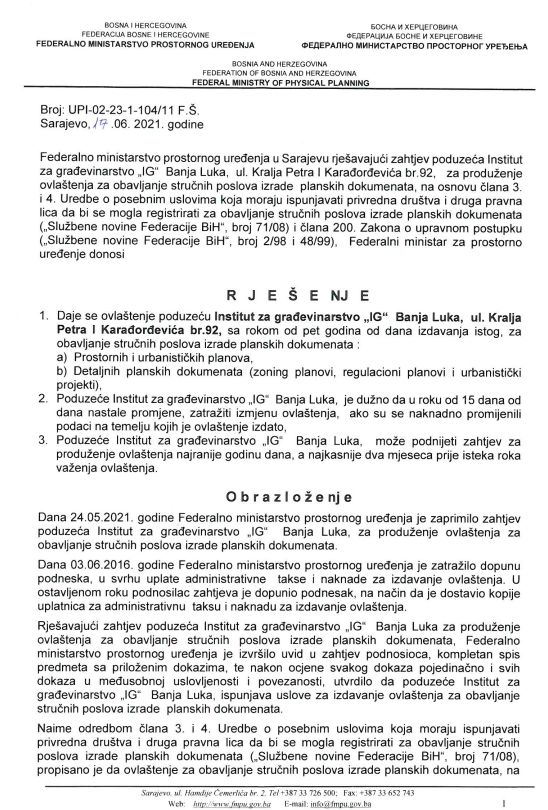 BOSNA I HERCEGOVINA
FEDERACIJA BOSNE I HERCEGOVINE
FEDERALNO MINISTARSTVO PROSTORNOG UREĐENJA
БОСНА И ХЕРЦЕГОВИНА
ФЕДЕРАЦИЈА БОСНЕ И ХЕРЦЕГОВИНЕ
ФЕДЕРАЛНО МИНИСТАРСТВО ПРОСТОРНОГ УРЕЂЕЊА
BOSNIA AND HERZEGOVINA
FEDERATION OF BOSNIA AND HERZEGOVINA
FEDERAL MINISTRY OF PHYSICAL PLANNING
Broj: UPI-02-23-1-104/11 F.Š.
Sarajevo, 17.06. 2021. godine
Federalno ministarstvo prostornog uređenja u Sarajevu rješavajući zahtjev poduzeća Institut
za građevinarstvo „IG“ Banja Luka, ul. Kralja Petra I Karađorđevića br.92, za produženje
ovlaštenja za obavljanje stručnih poslova izrade planskih dokumenata, na osnovu člana 3.
i 4. Uredbe o posebnim uslovima koja moraju ispunjavati privredna društva i druga pravna
lica da bi se mogla registrirati za obavljanje stručnih poslova izrade planskih dokumenata
(„Službene novine Federacije BiH“, broj 71/08) i člana 200. Zakona o upravnom postupku
(„Službene novine Federacije BiH“, broj 2/98 i 48/99), Federalni ministar za prostorno
uređenje donosi
R J E Š E NJ E
1. Daje se ovlaštenje poduzeću Institut za građevinarstvo „IG“ Banja Luka, ul. Kralja
Petra I Karađorđevića br.92, sa rokom od pet godina od dana izdavanja istog, za
obavljanje stručnih poslova izrade planskih dokumenata :
a) Prostornih i urbanističkih planova,
b) Detaljnih planskih dokumenata (zoning planovi, regulacioni planovi i urbanistički
projekti),
2. Poduzeće Institut za građevinarstvo „IG“ Banja Luka, je dužno da u roku od 15 dana od
dana nastale promjene, zatražiti izmjenu ovlaštenja, ako su se naknadno promijenili
podaci na temelju kojih je ovlaštenje izdato,
3. Poduzeće Institut za građevinarstvo „IG“ Banja Luka, može podnijeti zahtjev za
produženje ovlaštenja najranije godinu dana, a najkasnije dva mjeseca prije isteka roka
važenja ovlaštenja.
O b r a z l o ž e nj e
Dana 24.05.2021. godine Federalno ministarstvo prostornog uređenja je zaprimilo zahtjev
poduzeća Institut za građevinarstvo „IG“ Banja Luka, za produženje ovlaštenja za
obavljanje stručnih poslova izrade planskih dokumenata.
Dana 03.06.2016. godine Federalno ministarstvo prostornog uređenja je zatražilo dopunu
podneska, u svrhu uplate administrativne takse i naknade za izdavanje ovlaštenja. U
ostavljenom roku podnosilac zahtjeva je dopunio podnesak, na način da je dostavio kopije
uplatnica za administrativnu taksu i naknadu za izdavanje ovlaštenja.
Rješavajući zahtjev poduzeća Institut za građevinarstvo „IG“ Banja Luka za produženje
ovlaštenja za obavljanje stručnih poslova izrade planskih dokumenata, Federalno
ministarstvo prostornog uređenja je izvršilo uvid u zahtjev podnosioca, kompletan spis
predmeta sa priloženim dokazima, te nakon ocjene svakog dokaza pojedinačno i svih
dokaza u međusobnoj uslovljenosti i povezanosti, utvrdilo da poduzeće Institut za
građevinarstvo „IG“ Banja Luka, ispunjava uslove za izdavanje ovlaštenja za obavljanje
stručnih poslova izrade planskih dokumenata.
Naime odredbom člana 3. i 4. Uredbe o posebnim uslovima koja moraju ispunjavati
privredna društva i druga pravna lica da bi se mogla registrirati za obavljanje stručnih
poslova izrade planskih dokumenata („Službene novine Federacije BiH“, broj 71/08),
propisano je da ovlaštenje za obavljanje stručnih poslova izrade planskih dokumenata, na
Sarajevo, ul. Hamdije Čemerlića br. 2, Tel +387 33 726 500; Fax: +387 33 652 743
Web: http://www.fmpu.gov.ba E-mail: info@fmpu.gov.ba 1